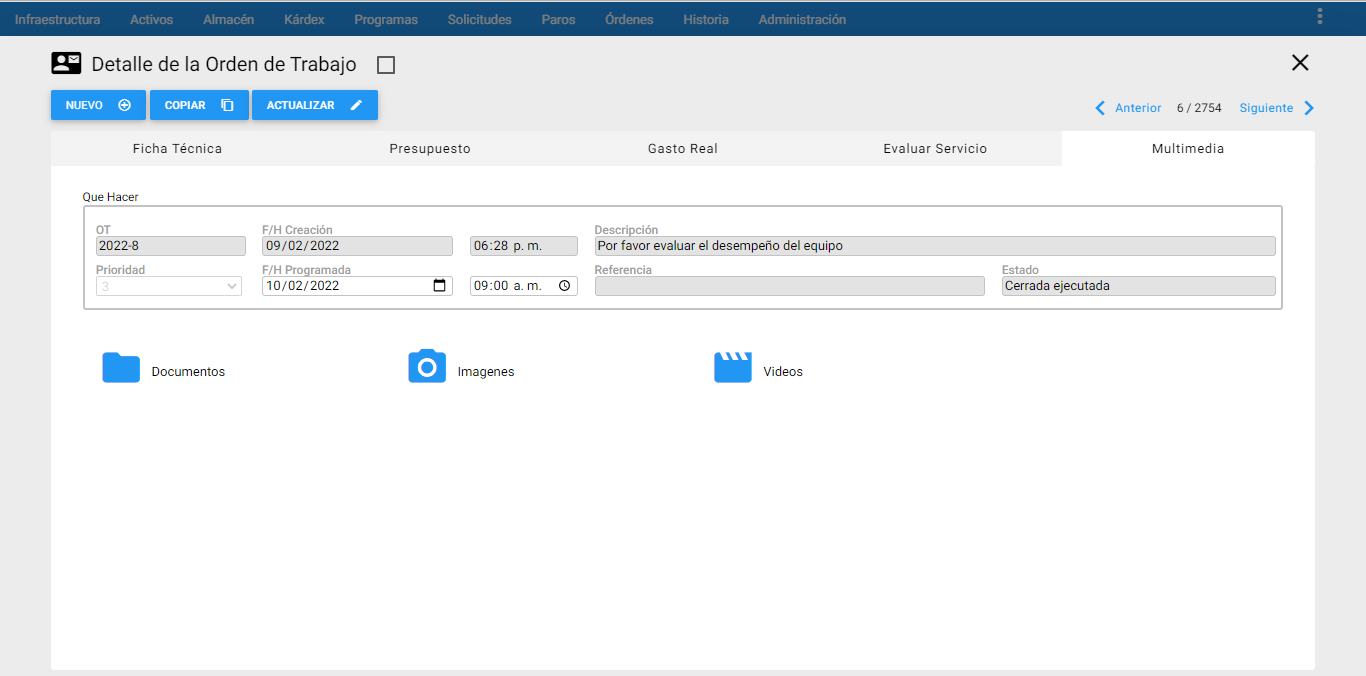 Infraestructura Activos Almacén Kárdex Programas Solicitudes Paros Órdenes Historia Administración
Detalle de la Orden de Trabajo
NUEVO COPIAR ACTUALIZAR
Anterior 6 / 2754 Siguiente
Ficha Técnica Presupuesto Gasto Real Evaluar Servicio Multimedia
Que Hacer
OT F/H Creación Descripción
2022-8 09/02/2022 06:28 p. m. Por favor evaluar el desempeño del equipo
Prioridad F/H Programada Referencia Estado
3 10/02/2022 09:00 a. m. Cerrada ejecutada
Documentos Imagenes Videos